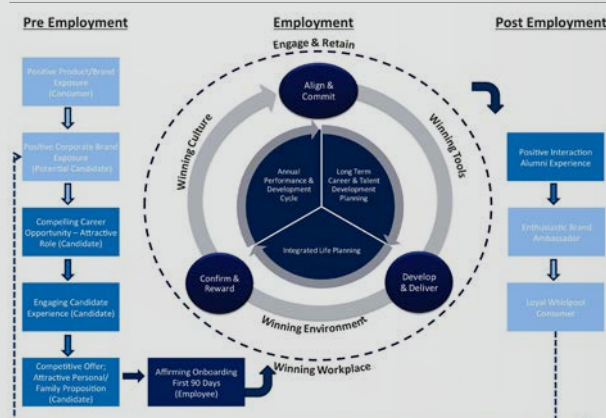 Pre Employment
Employment
Post Employment
Engage & Retain
Positive Product/Brand
Exposure
(Consumer)
Positive Corporate Brand
Exposure
(Potential Candidate)
Compelling Career
Opportunity – Attractive
Role (Candidate)
Engaging Candidate
Experience (Candidate)
Competitive Offer;
Attractive Personal/
Family Proposition
(Candidate)
Affirming Onboarding
First 90 Days
(Employee)
Align &
Commit
Winning Culture
Winning Tools
Annual
Performance &
Development
Cycle
Long Term
Career & Talent
Development
Planning
Integrated Life Planning
Confirm &
Reward
Develop
& Deliver
Winning Environment
Winning Workplace
Positive Interaction
Alumni Experience
Enthusiastic Brand
Ambassador
Loyal Whirlpool
Consumer